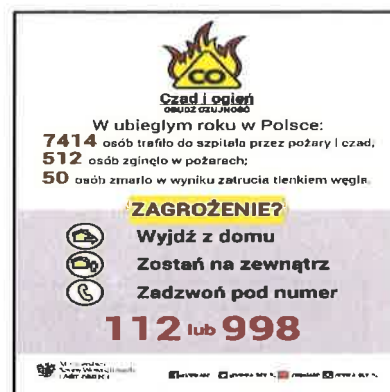 CO
Czad i ogień
OBUDŹ CZUJNOŚĆ
W ubiegłym roku w Polsce:
7414 osób trafiło do szpitala przez pożary i czad;
512 osób zginęło w pożarach;
50 osób zmarło w wyniku zatrucia tlenkiem węgla.
ZAGROŻENIE?
Wyjdź z domu
Zostań na zewnątrz
Zadzwoń pod numer
112 lub 998